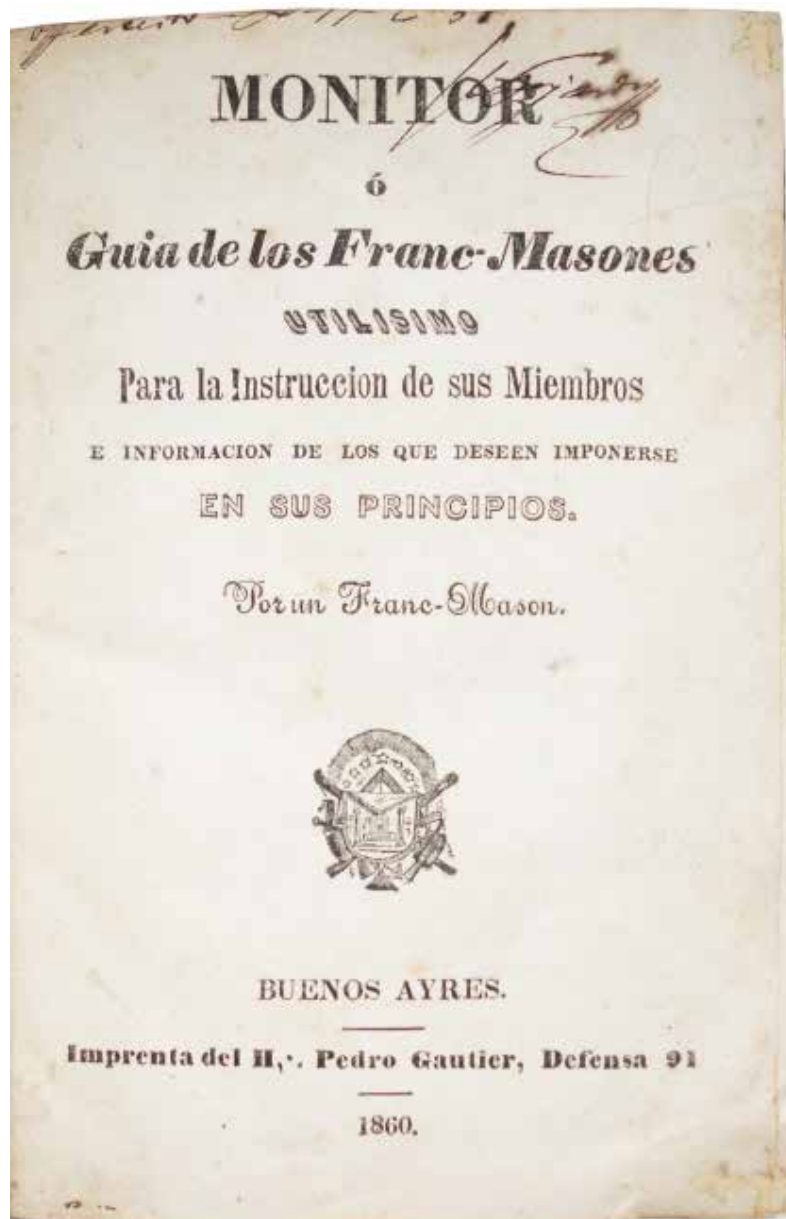 MONITOR
ó
Guia de los Franc-Masones
UTILISIMO
Para la Instruccion de sus Miembros
E INFORMACION DE LOS QUE DESEEN IMPONERSE
EN SUS PRINCIPIOS.
Por un Franc-Mason.
BUENOS AYRES.
Imprenta del H,·. Pedro Gautier, Defensa 91
1860.